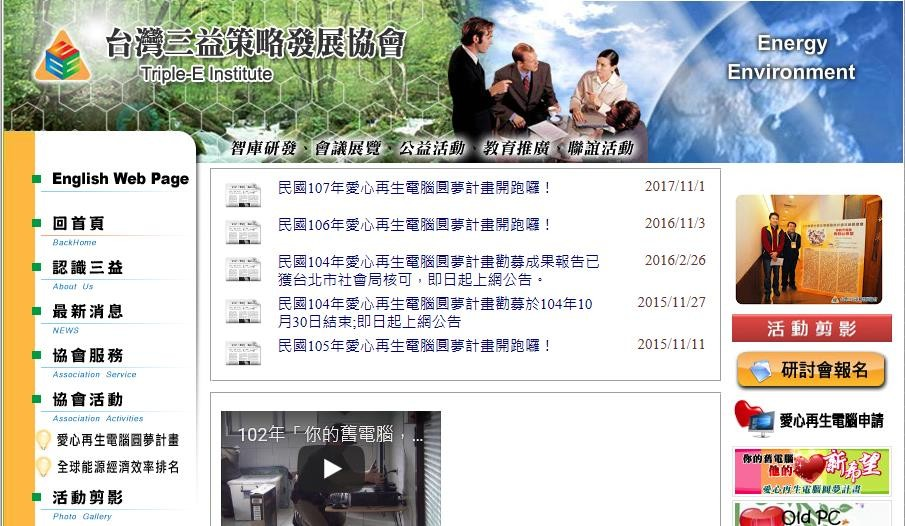 台灣三益策略發展協會
Triple-E Institute
Energy
Environment
智庫研發、會議展覽、公益活動、教育推廣、聯誼活動
English Web Page
回首頁
BackHome
認識三益
About Us
最新消息
NEWS
協會服務
Association Service
協會活動
Association Activities
愛心再生電腦圓夢計畫
全球能源經濟效率排名
活動剪影
Photo Gallery
民國107年愛心再生電腦圓夢計畫開跑囉！ 2017/11/1
民國106年愛心再生電腦圓夢計畫開跑囉！ 2016/11/3
民國104年愛心再生電腦圓夢計畫勸募成果報告已 2016/2/26
獲台北市社會局核可，即日起上網公告。
民國104年愛心再生電腦圓夢計畫勸募於104年10 2015/11/27
月30日結束;即日起上網公告
民國105年愛心再生電腦圓夢計畫開跑囉！ 2015/11/11
102年「你的舊電腦，...
活動剪影
研討會報名
愛心再生電腦申請
你的舊電腦
他的新希望
愛心再生電腦圓夢計畫
Old PC,